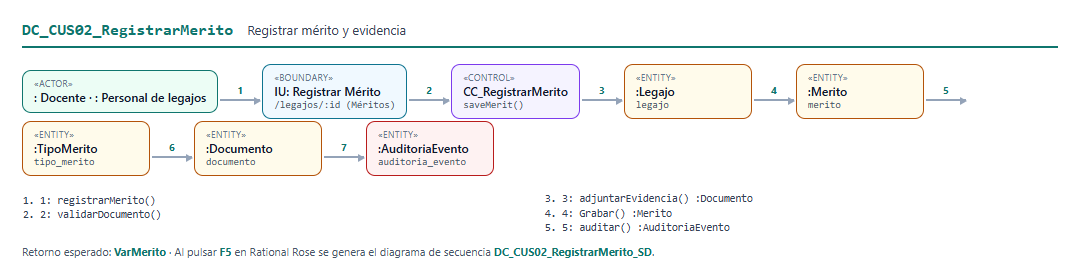 DC_CUS02_RegistrarMerito Registrar mérito y evidencia
«ACTOR»
: Docente · : Personal de legajos
1
«BOUNDARY»
IU: Registrar Mérito
/legajos/:id (Méritos)
2
«CONTROL»
CC_RegistrarMerito
saveMerit()
3
«ENTITY»
:Legajo
legajo
4
«ENTITY»
:Merito
merito
5
«ENTITY»
:TipoMerito
tipo_merito
6
«ENTITY»
:Documento
documento
7
«ENTITY»
:AuditoriaEvento
auditoria_evento
1. 1: registrarMerito()
2. 2: validarDocumento()
3. 3: adjuntarEvidencia() :Documento
4. 4: Grabar() :Merito
5. 5: auditar() :AuditoriaEvento
Retorno esperado: VarMerito · Al pulsar F5 en Rational Rose se genera el diagrama de secuencia DC_CUS02_RegistrarMerito_SD.